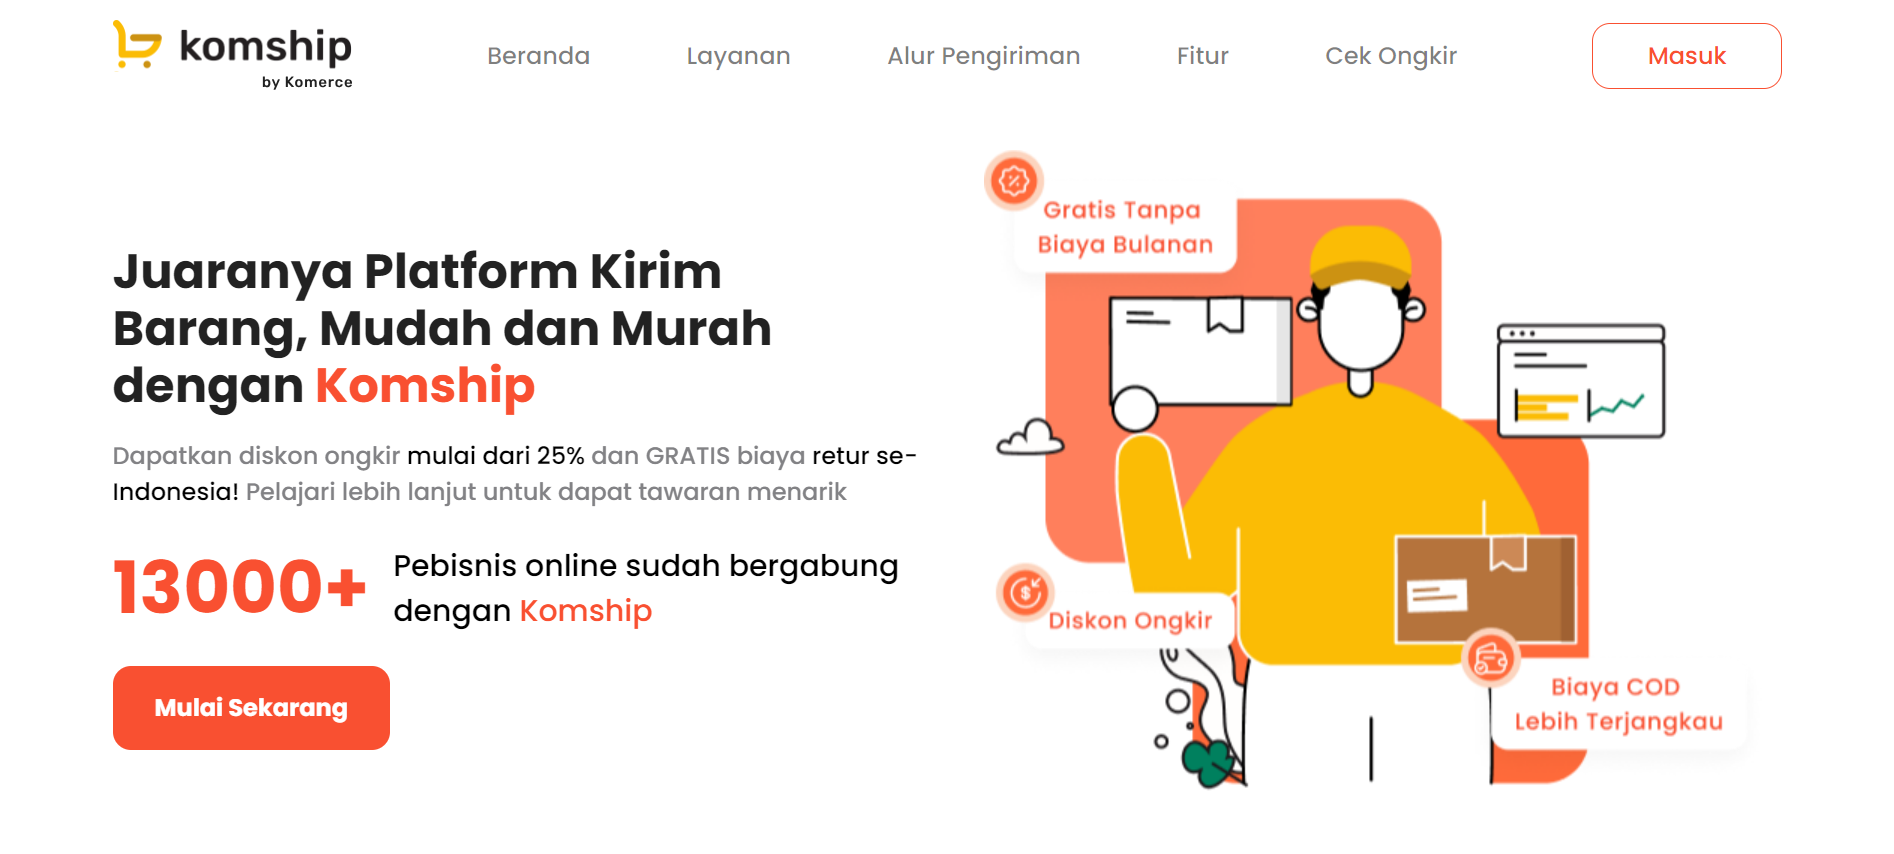 komship
by Komerce
Beranda
Layanan
Alur Pengiriman
Fitur
Cek Ongkir
Masuk
Juaranya Platform Kirim
Barang, Mudah dan Murah
dengan Komship
Dapatkan diskon ongkir mulai dari 25% dan GRATIS biaya retur se-
Indonesia! Pelajari lebih lanjut untuk dapat tawaran menarik
13000+
Pebisnis online sudah bergabung
dengan Komship
Mulai Sekarang
Gratis Tanpa
Biaya Bulanan
Diskon Ongkir
Biaya COD
Lebih Terjangkau